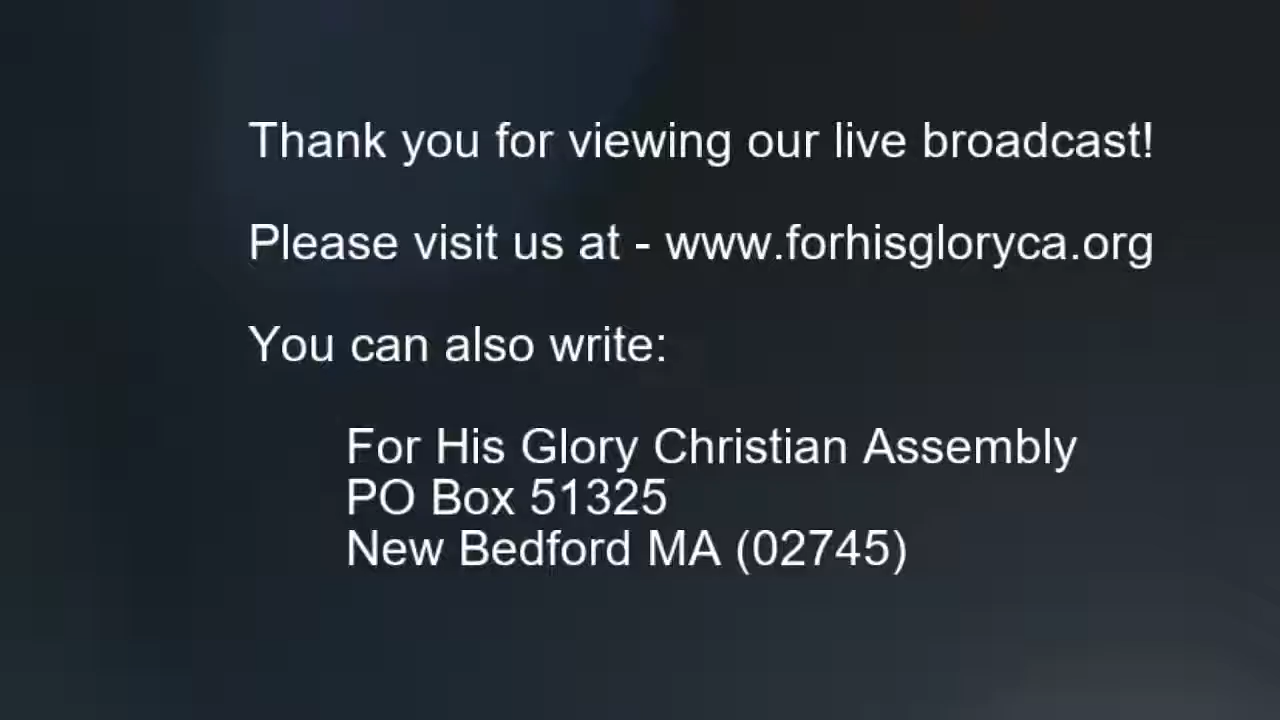 Thank you for viewing our live broadcast!
Please visit us at - www.forhisgloryca.org
You can also write:
For His Glory Christian Assembly
PO Box 51325
New Bedford MA (02745)